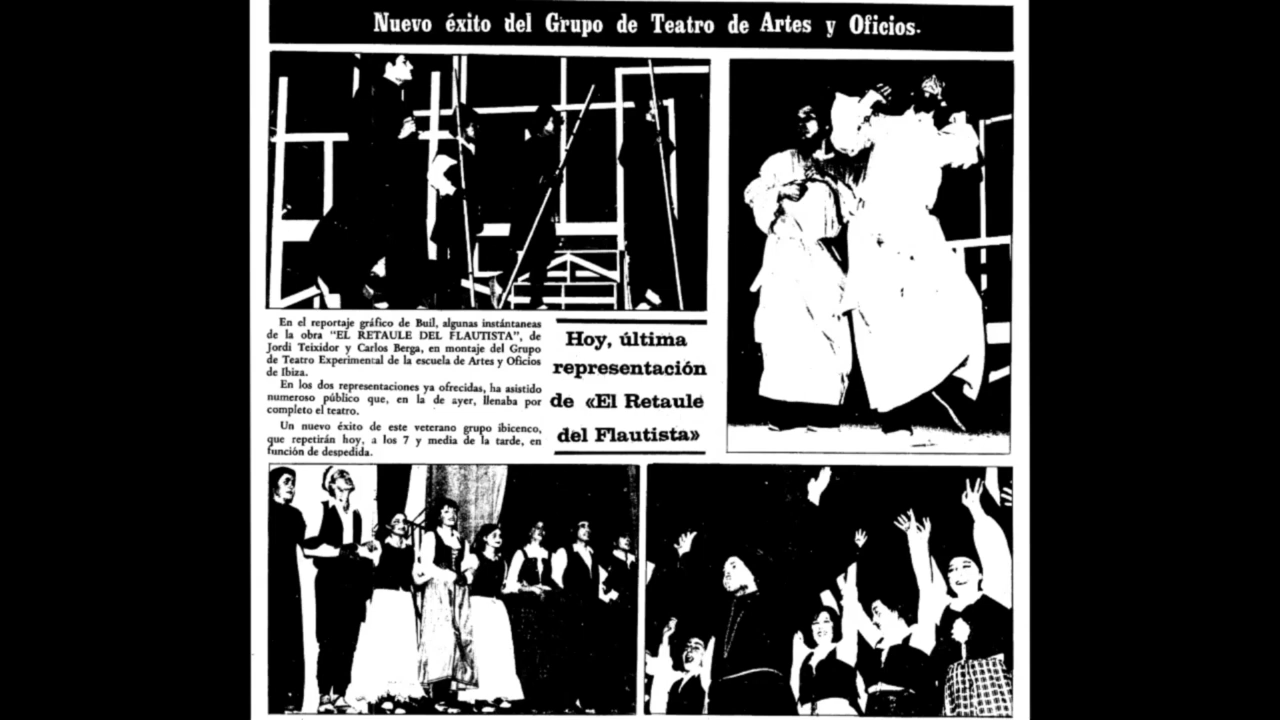 Nuevo éxito del Grupo de Teatro de Artes y Oficios.
En el reportaje gráfico de Buil, algunas instántaneas
de la obra "EL RETAULE DEL FLAUTISTA", de
Jordi Teixidor y Carlos Berga, en montaje del Grupo
de Teatro Experimental de la escuela de Artes y Oficios
de Ibiza.
En los dos representaciones ya ofrecidas, ha asistido
numeroso público que, en la de ayer, llenaba por
completo el teatro.
Un nuevo éxito de este veterano grupo ibicenco,
que repetirán hoy, a los 7 y media de la tarde, en
función de despedida.
Hoy, última
representación
de «El Retaule
del Flautista»